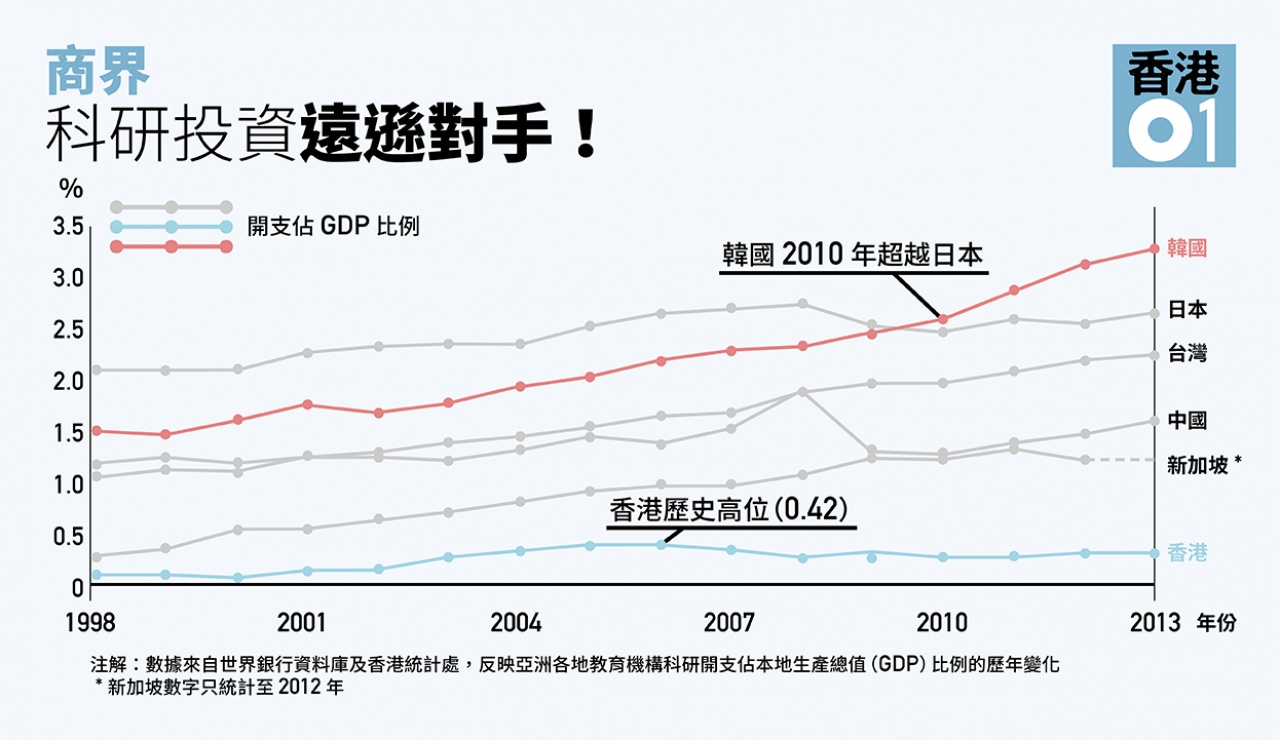 商界
科研投資遠遜對手！
香港
01
%
開支佔 GDP 比例
3.5
3.0
2.5
2.0
1.5
1.0
0.5
0
韓國 2010 年超越日本
香港歷史高位（0.42）
韓國
日本
台灣
中國
新加坡 *
香港
1998 2001 2004 2007 2010 2013 年份
注解：數據來自世界銀行資料庫及香港統計處，反映亞洲各地教育機構科研開支佔本地生產總值（GDP）比例的歷年變化
* 新加坡數字只統計至 2012 年